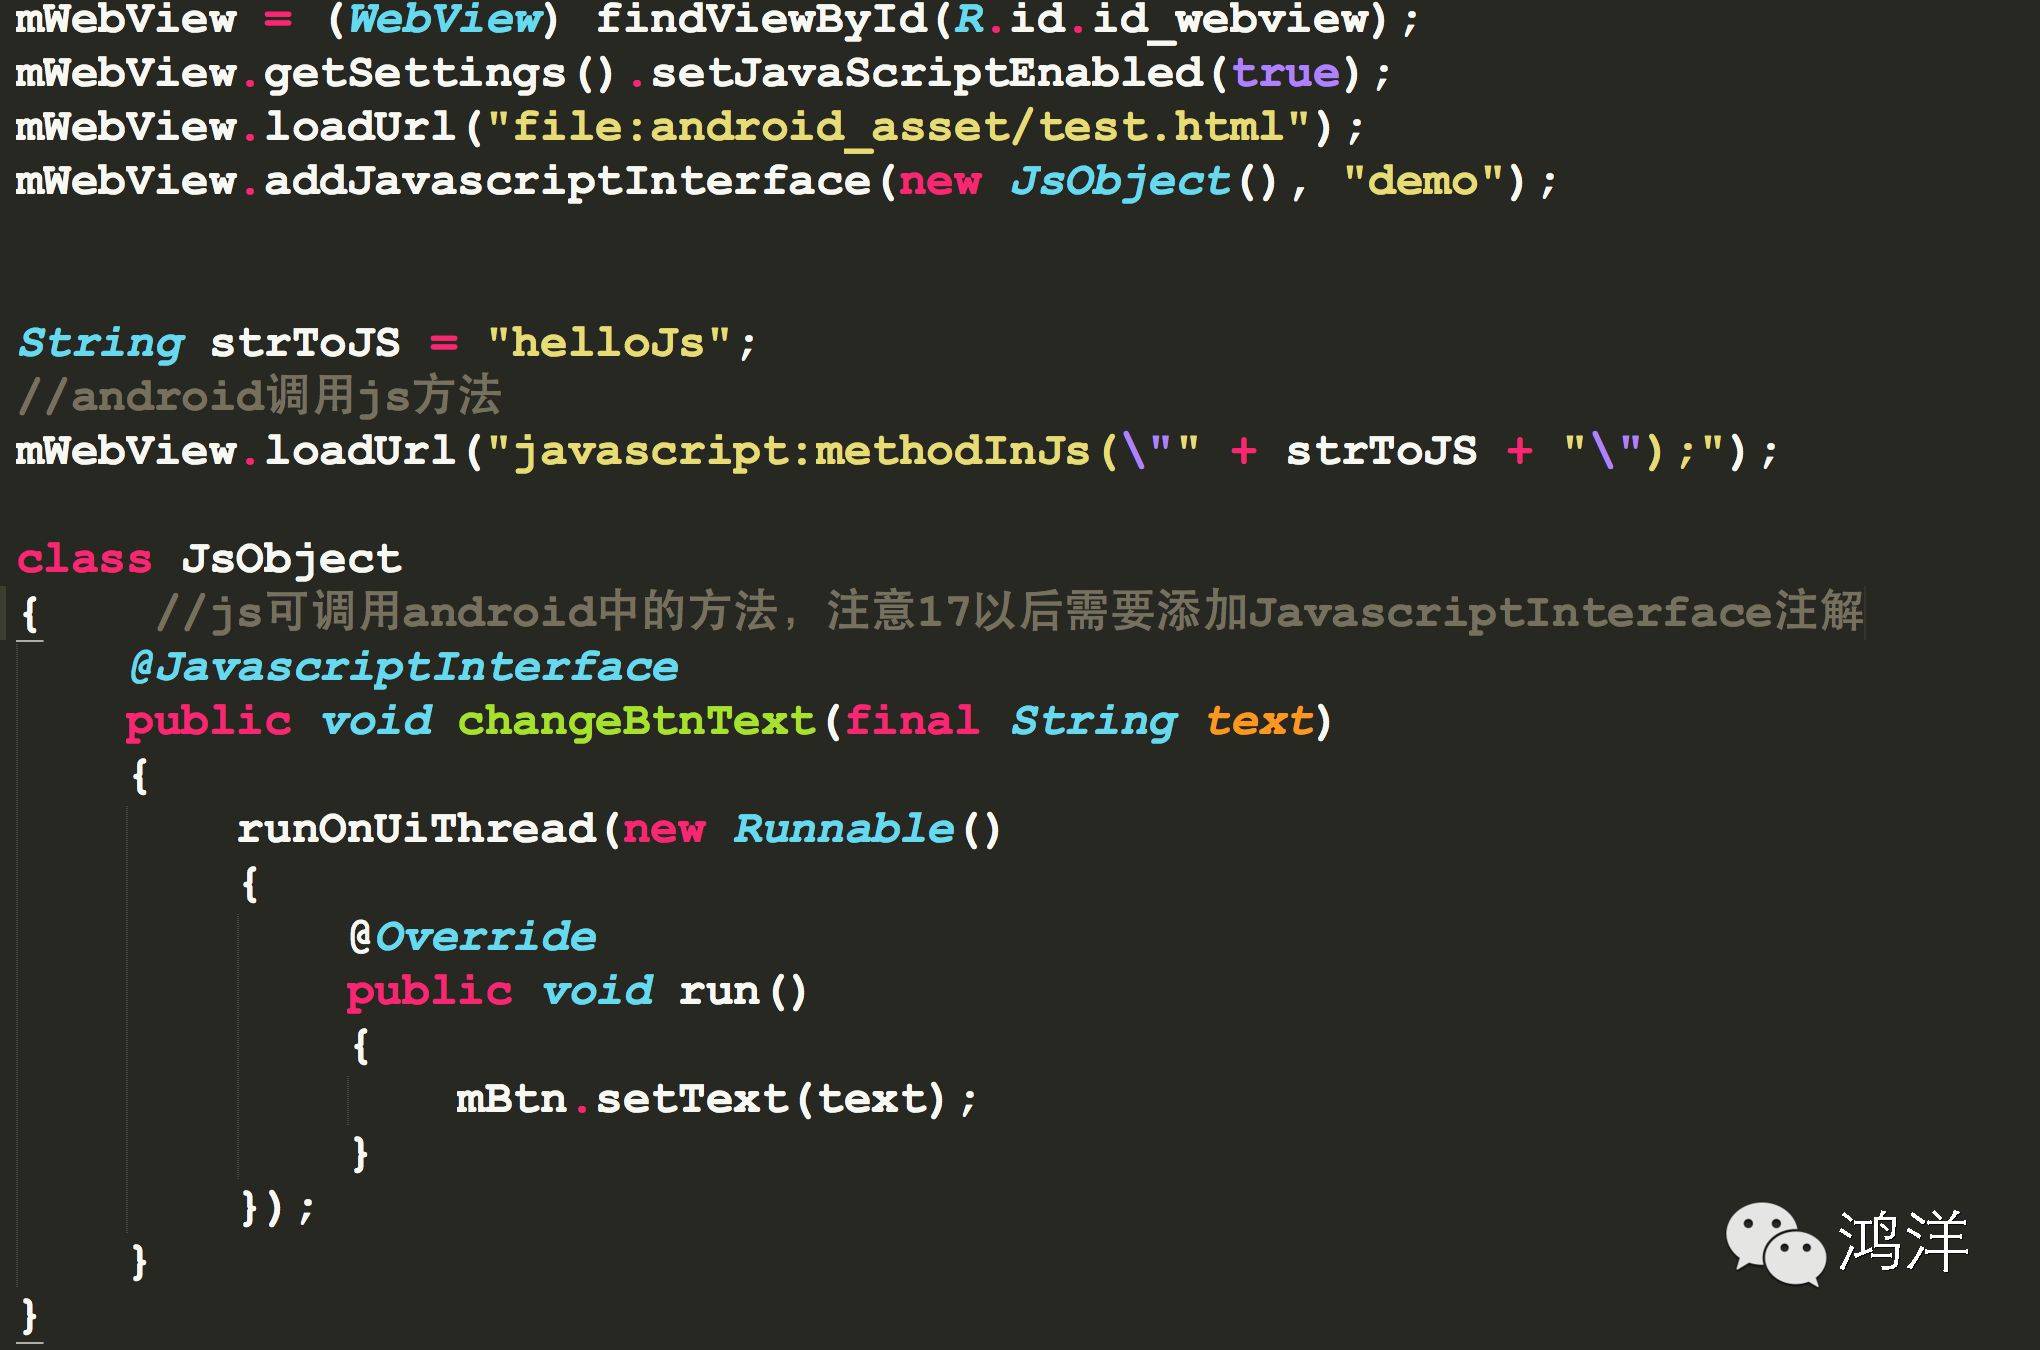 mWebView = (WebView) findViewById(R.id.id_webview);
mWebView.getSettings().setJavaScriptEnabled(true);
mWebView.loadUrl("file:android_asset/test.html");
mWebView.addJavascriptInterface(new JsObject(), "demo");
String strToJS = "helloJs";
//android调用js方法
mWebView.loadUrl("javascript:methodInJs(\"" + strToJS + "\");");
class JsObject
{    //js可调用android中的方法，注意17以后需要添加JavascriptInterface注解
    @JavascriptInterface
    public void changeBtnText(final String text)
    {
        runOnUiThread(new Runnable()
        {
            @Override
            public void run()
            {
                mBtn.setText(text);
            }
        });
    }
}
鸿洋